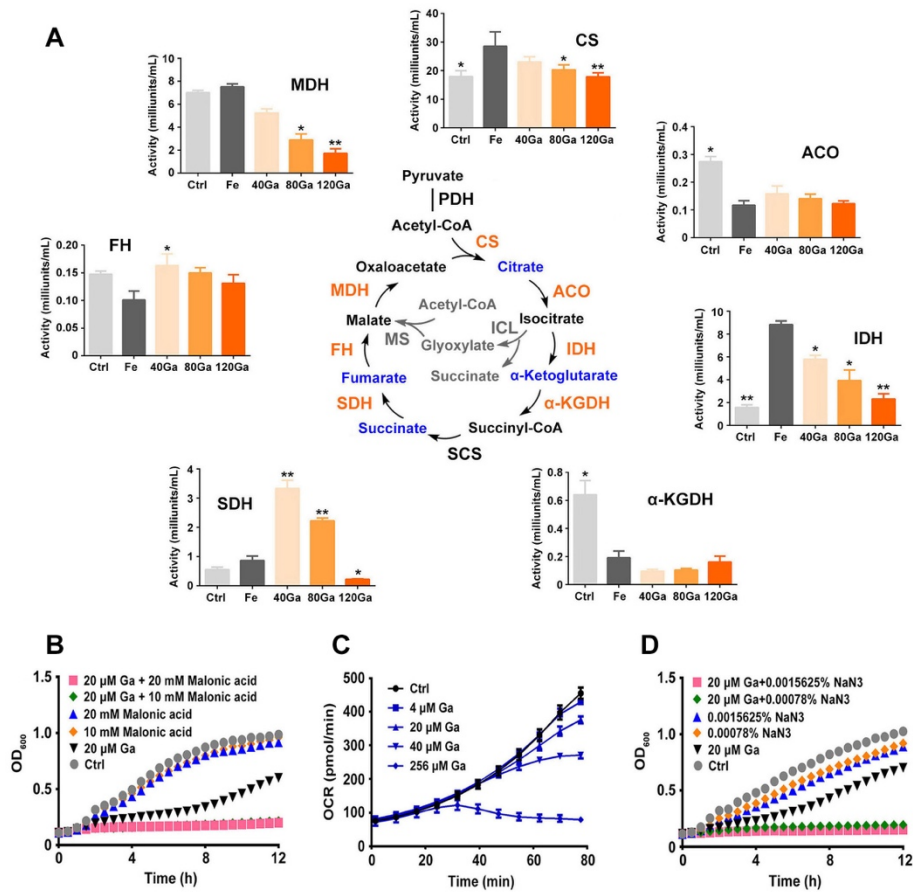 A
MDH
Activity (milliunits/mL)
8
6
4
2
0
Ctrl Fe 40Ga 80Ga 120Ga
* **
CS
Activity (milliunits/mL)
40
30
20
10
0
Ctrl Fe 40Ga 80Ga 120Ga
* * **
ACO
Activity (milliunits/mL)
0.4
0.3
0.2
0.1
0.0
Ctrl Fe 40Ga 80Ga 120Ga
*
FH
Activity (milliunits/mL)
0.20
0.15
0.10
0.05
0.00
Ctrl Fe 40Ga 80Ga 120Ga
*
Pyruvate
PDH
Acetyl-CoA
CS
Oxaloacetate
Citrate
MDH
Acetyl-CoA
ACO
Malate
ICL
Isocitrate
MS
Glyoxylate
FH
IDH
Fumarate
Succinate
α-Ketoglutarate
SDH
α-KGDH
Succinate
Succinyl-CoA
SCS
IDH
Activity (milliunits/mL)
10
8
6
4
2
0
Ctrl Fe 40Ga 80Ga 120Ga
** * * **
SDH
Activity (milliunits/mL)
4
3
2
1
0
Ctrl Fe 40Ga 80Ga 120Ga
** ** *
α-KGDH
Activity (milliunits/mL)
0.8
0.6
0.4
0.2
0.0
Ctrl Fe 40Ga 80Ga 120Ga
*
B
20 µM Ga + 20 mM Malonic acid
20 µM Ga + 10 mM Malonic acid
20 mM Malonic acid
10 mM Malonic acid
20 µM Ga
Ctrl
OD600
1.5
1.0
0.5
0.0
0 4 8 12
Time (h)
C
Ctrl
4 µM Ga
20 µM Ga
40 µM Ga
256 µM Ga
OCR (pmol/min)
500
400
300
200
100
0
0 20 40 60 80
Time (min)
D
20 µM Ga+0.0015625% NaN3
20 µM Ga+0.00078% NaN3
0.0015625% NaN3
0.00078% NaN3
20 µM Ga
Ctrl
OD600
1.5
1.0
0.5
0.0
0 4 8 12
Time (h)